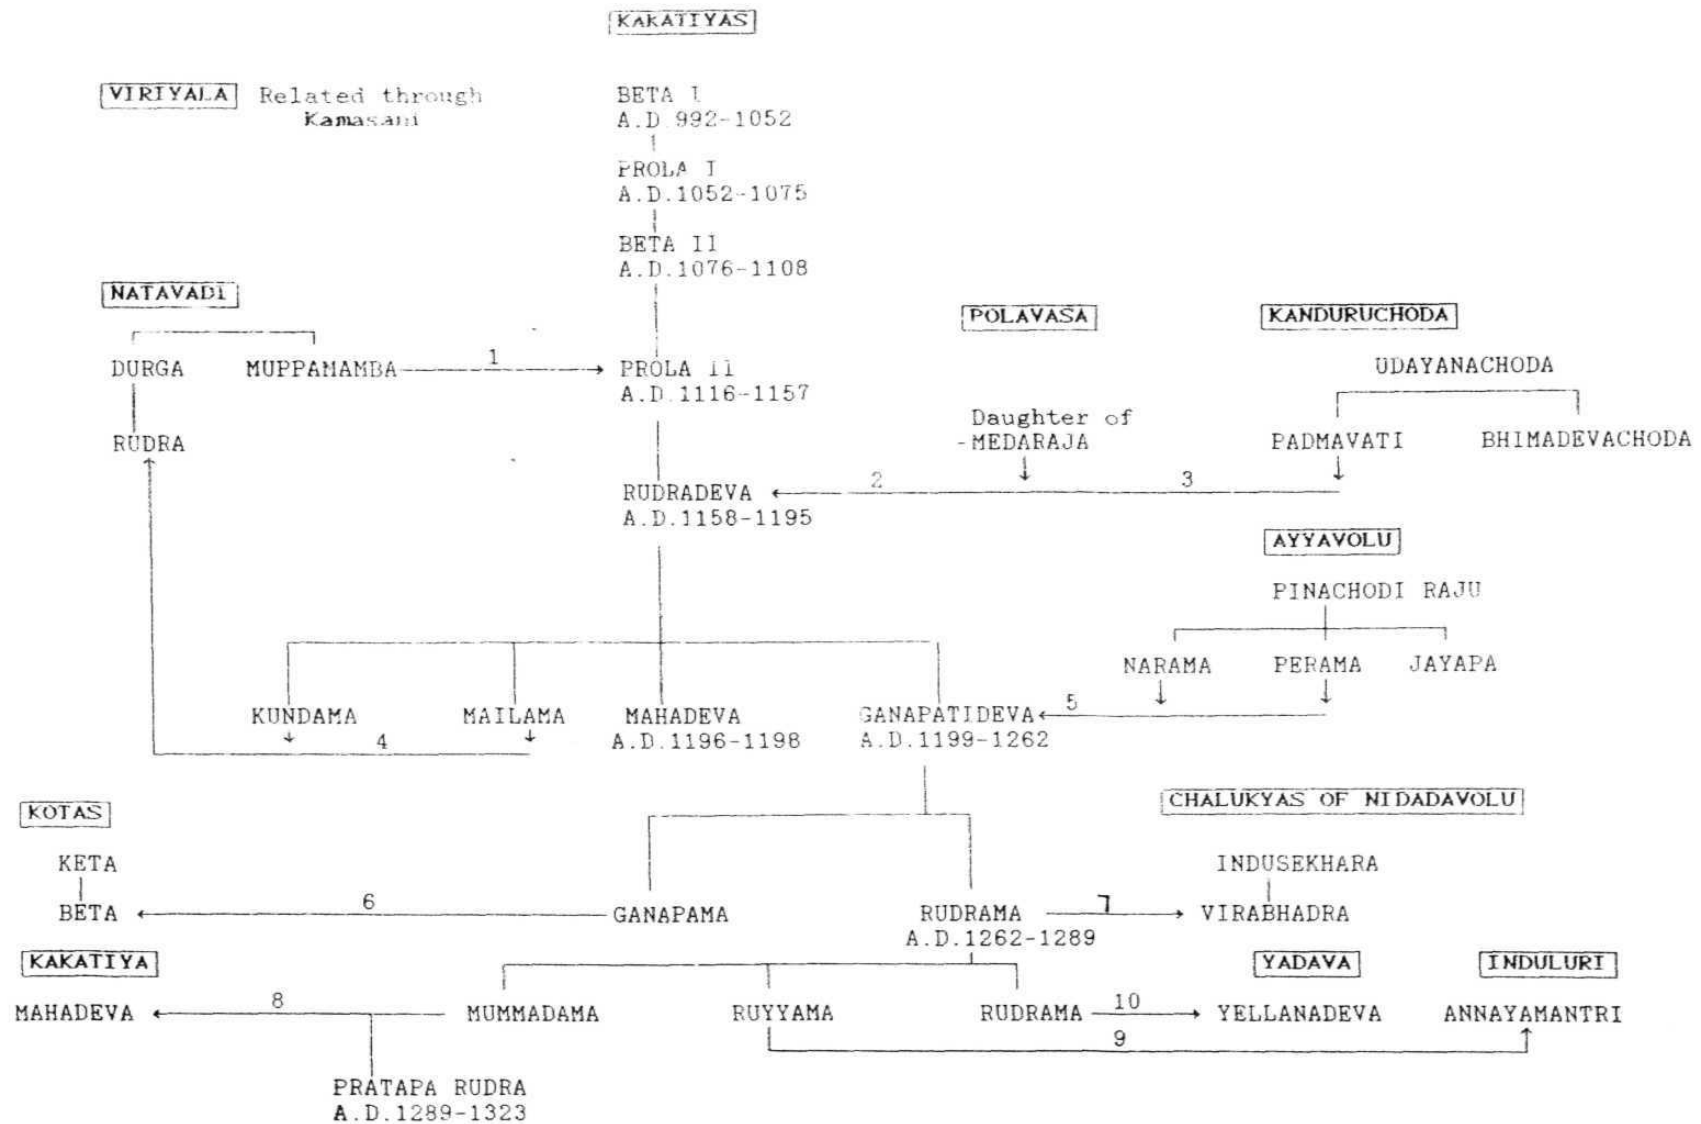 KAKATIYAS
VIRIYALA Related through
Kamasani
BETA I
A.D 992-1052
PROLA I
A.D.1052-1075
BETA II
A.D.1076-1108
NATAVADI
POLAVASA
KANDURUCHODA
DURGA
MUPPAMAMBA
1
PROLA II
A.D.1116-1157
UDAYANACHODA
RUDRA
Daughter of
-MEDARAJA
PADMAVATI
BHIMADEVACHODA
RUDRADEVA
A.D.1158-1195
2
3
AYYAVOLU
PINACHODI RAJU
NARAMA
PERAMA
JAYAPA
KUNDAMA
MAILAMA
MAHADEVA
A.D.1196-1198
GANAPATIDEVA
A.D.1199-1262
5
4
KOTAS
CHALUKYAS OF NIDADAVOLU
KETA
INDUSEKHARA
BETA
6
GANAPAMA
RUDRAMA
A.D.1262-1289
7
VIRABHADRA
KAKATIYA
YADAVA
INDULURI
MAHADEVA
8
MUMMADAMA
RUYYAMA
RUDRAMA
10
YELLANADEVA
ANNAYAMANTRI
9
PRATAPA RUDRA
A.D.1289-1323